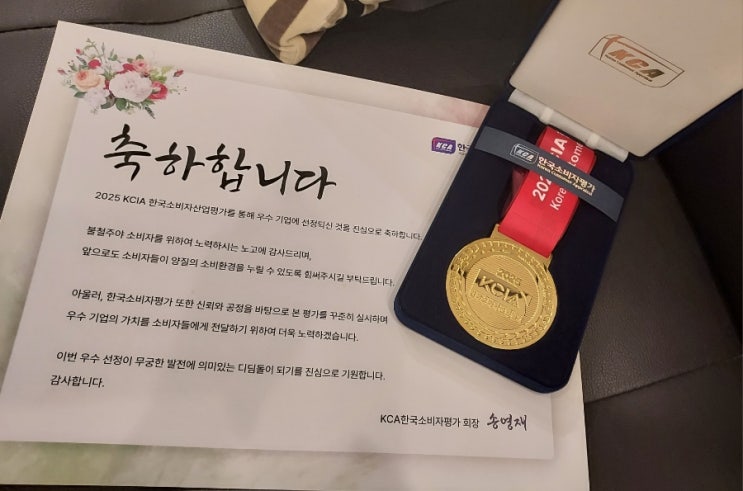 축하합니다
2025 KCIA 한국소비자산업평가를 통해 우수 기업에 선정되신 것을 진심으로 축하합니다.
불철주야 소비자를 위하여 노력하시는 노고에 감사드리며,
앞으로도 소비자들이 양질의 소비환경을 누릴 수 있도록 힘써주시길 부탁드립니다.
아울러, 한국소비자평가 또한 신뢰와 공정을 바탕으로 본 평가를 꾸준히 실시하며
우수 기업의 가치를 소비자들에게 전달하기 위하여 더욱 노력하겠습니다.
이번 우수 선정이 무궁한 발전에 의미있는 디딤돌이 되기를 진심으로 기원합니다.
감사합니다.
KCA한국소비자평가 회장 송영재
KCA
KCA
KCA 한국소비자평가
Kore
2025